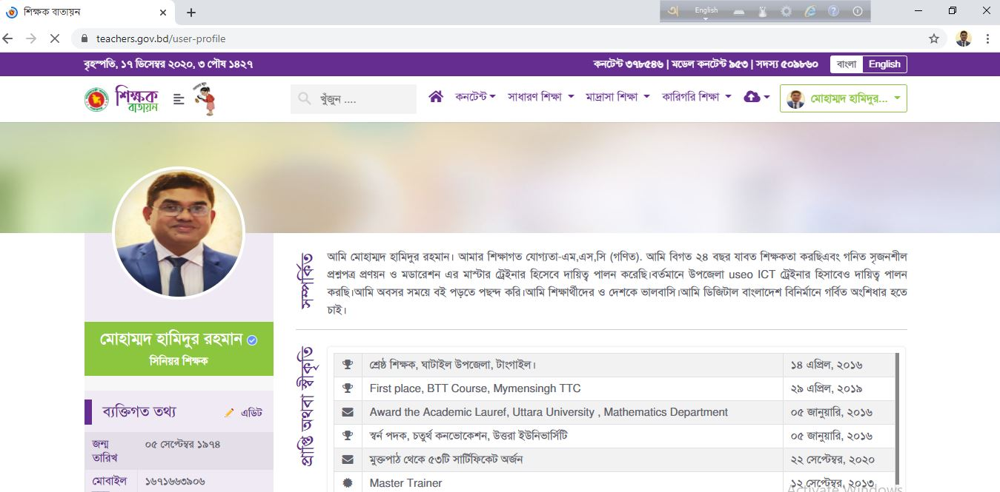 শিক্ষক বাতায়ন
English
teachers.gov.bd/user-profile
বৃহস্পতি, ১৭ ডিসেম্বর ২০২০, ৩ পৌষ ১৪২৭
কনটেন্ট ৩৭৮৫৪৬ | মডেল কনটেন্ট ৯৫৩ | সদস্য ৫০৯৮৬০
বাংলা English
শিক্ষক
বাতায়ন
খুঁজুন ....
কনটেন্ট সাধারণ শিক্ষা মাদ্রাসা শিক্ষা কারিগরি শিক্ষা
মোহাম্মদ হামিদুর...
সম্পর্কিত
আমি মোহাম্মদ হামিদুর রহমান। আমার শিক্ষাগত যোগ্যতা-এম,এস,সি (গণিত). আমি বিগত ২৪ বছর যাবত শিক্ষকতা করছিএবং গনিত সৃজনশীল
প্রশ্নপত্র প্রণয়ন ও মডারেশন এর মাস্টার ট্রেইনার হিসেবে দায়িত্ব পালন করেছি।বর্তমানে উপজেলা useo ICT ট্রেইনার হিসাবেও দায়িত্ব পালন
করছি।আমি অবসর সময়ে বই পড়তে পছন্দ করি।আমি শিক্ষার্থীদের ও দেশকে ভালবাসি।আমি ডিজিটাল বাংলাদেশ বিনির্মানে গর্বিত অংশিধার হতে
চাই।
মোহাম্মদ হামিদুর রহমান
সিনিয়র শিক্ষক
ব্যক্তিগত তথ্য এডিট
জন্ম তারিখ ০৫ সেপ্টেম্বর ১৯৭৪
মোবাইল ১৬৭১৬৬৩৯০৬
প্রাপ্তি অথবা স্বীকৃতি
শ্রেষ্ঠ শিক্ষক, ঘাটাইল উপজেলা, টাংগাইল। ১৪ এপ্রিল, ২০১৬
First place, BTT Course, Mymensingh TTC ২৯ এপ্রিল, ২০১৯
Award the Academic Lauref, Uttara University , Mathematics Department ০৫ জানুয়ারি, ২০১৬
স্বর্ন পদক, চতুর্থ কনভোকেশন, উত্তরা ইউনিভার্সিটি ০৫ জানুয়ারি, ২০১৬
মুক্তপাঠ থেকে ৫৩টি সার্টিফিকেট অর্জন ২২ সেপ্টেম্বর, ২০২০
Master Trainer ১২ সেপ্টেম্বর, ২০১৩
Activate Windows